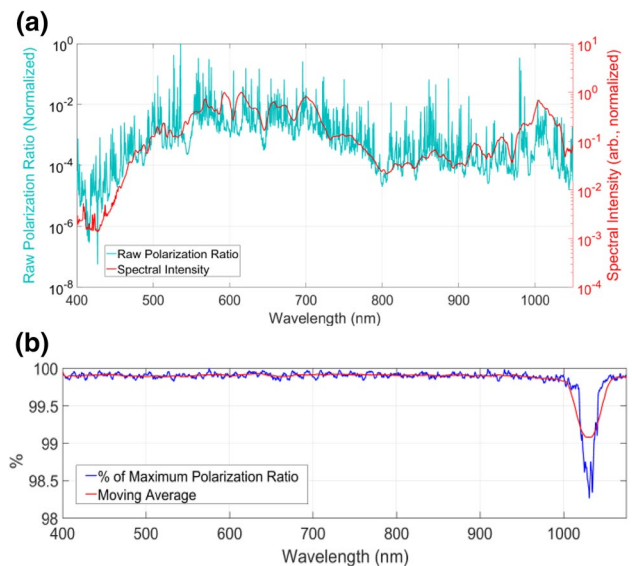 (a)
Raw Polarization Ratio (Normalized)
10^0
10^-2
10^-4
10^-6
10^-8
Raw Polarization Ratio
Spectral Intensity
400 500 600 700 800 900 1000
Wavelength (nm)
10^1
10^0
10^-1
10^-2
10^-3
10^-4
Spectral Intensity (arb., normalized)
(b)
%
100
99.5
99
98.5
98
% of Maximum Polarization Ratio
Moving Average
400 500 600 700 800 900 1000
Wavelength (nm)